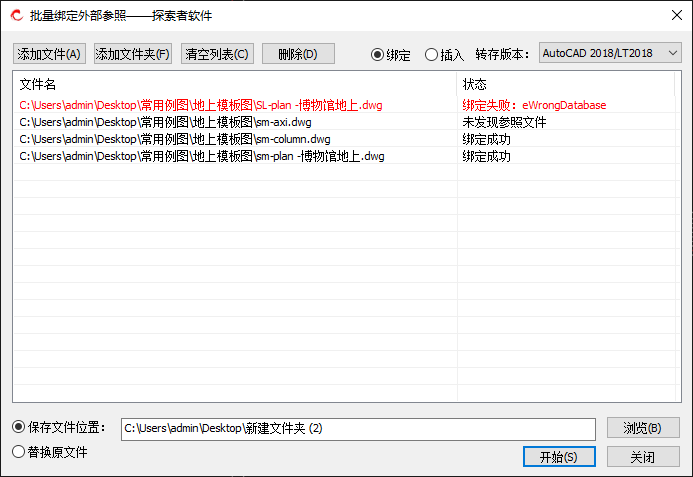 批量绑定外部参照——探索者软件
添加文件(A) 添加文件夹(F) 清空列表(C) 删除(D) 绑定 插入 转存版本： AutoCAD 2018/LT2018
文件名 状态
C:\Users\admin\Desktop\常用例图\地上模板图\SL-plan -博物馆地上.dwg 绑定失败：eWrongDatabase
C:\Users\admin\Desktop\常用例图\地上模板图\sm-axi.dwg 未发现参照文件
C:\Users\admin\Desktop\常用例图\地上模板图\sm-column.dwg 绑定成功
C:\Users\admin\Desktop\常用例图\地上模板图\sm-plan -博物馆地上.dwg 绑定成功
保存文件位置： C:\Users\admin\Desktop\新建文件夹 (2) 浏览(B)
替换原文件 开始(S) 关闭